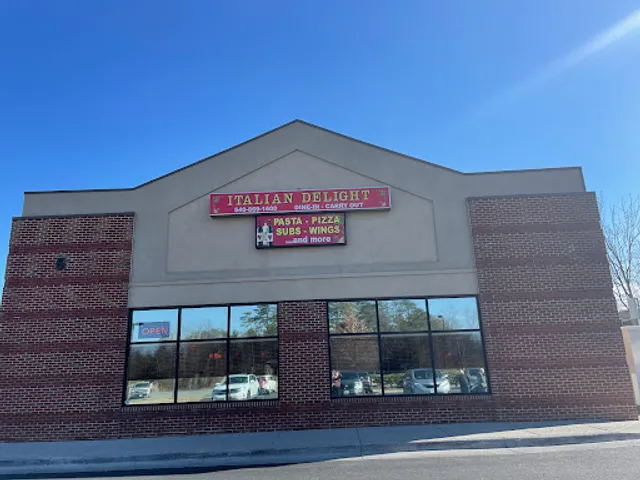 ITALIAN DELIGHT
DINE-IN - CARRY OUT
PASTA - PIZZA
SUBS - WINGS
...and more
OPEN